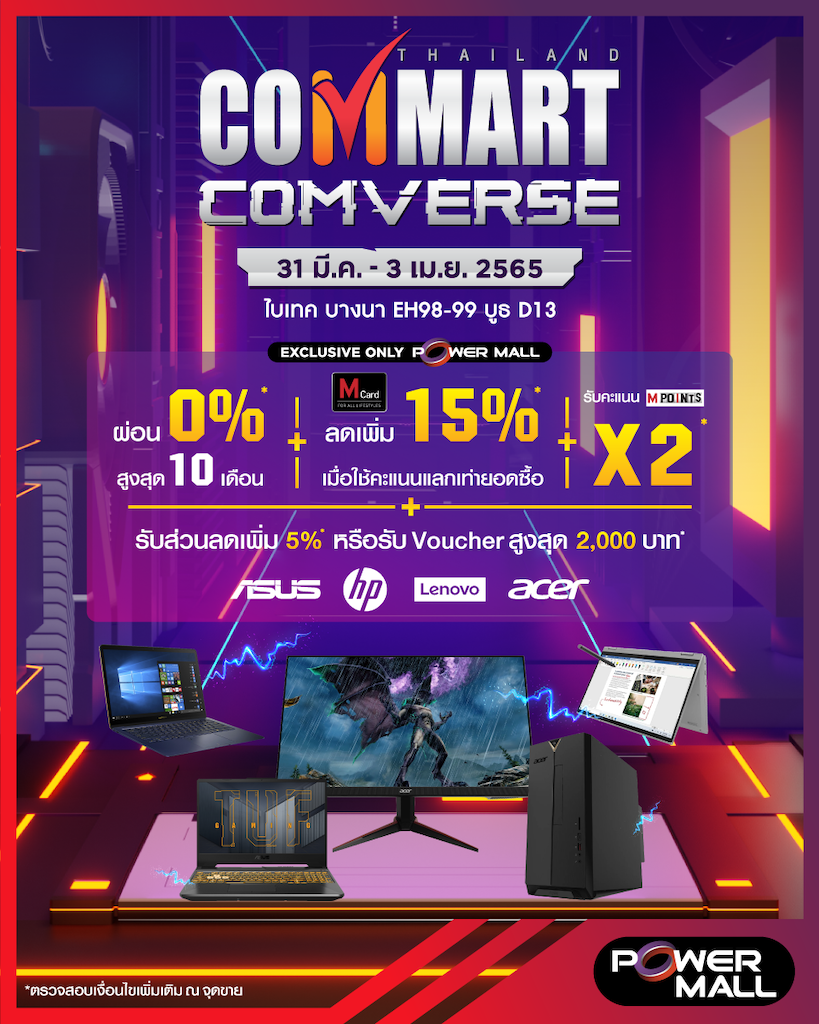 THAILAND
COMMART
COMVERSE
31 มี.ค. - 3 เม.ย. 2565
ไบเทค บางนา EH98-99 บูธ D13
EXCLUSIVE ONLY POWER MALL
ผ่อน 0%*
สูงสุด 10 เดือน
+
M Card
FOR ALL LIFESTYLES
ลดเพิ่ม 15%*
เมื่อใช้คะแนนแลกเท่ายอดซื้อ
+
รับคะแนน M POINTS
X2*
+
รับส่วนลดเพิ่ม 5%* หรือรับ Voucher สูงสุด 2,000 บาท*
ASUS hp Lenovo acer
acer
acer
TUF
GAMING
*ตรวจสอบเงื่อนไขเพิ่มเติม ณ จุดขาย
POWER
MALL